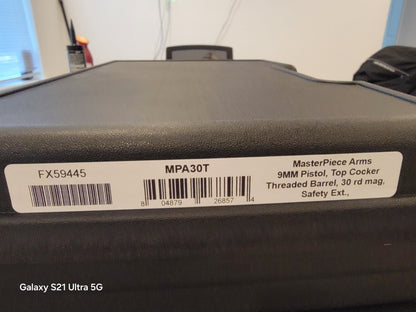 FX59445
MPA30T
8 04879 26857 4
MasterPiece Arms
9MM Pistol, Top Cocker
Threaded Barrel, 30 rd mag,
Safety Ext.,
Galaxy S21 Ultra 5G